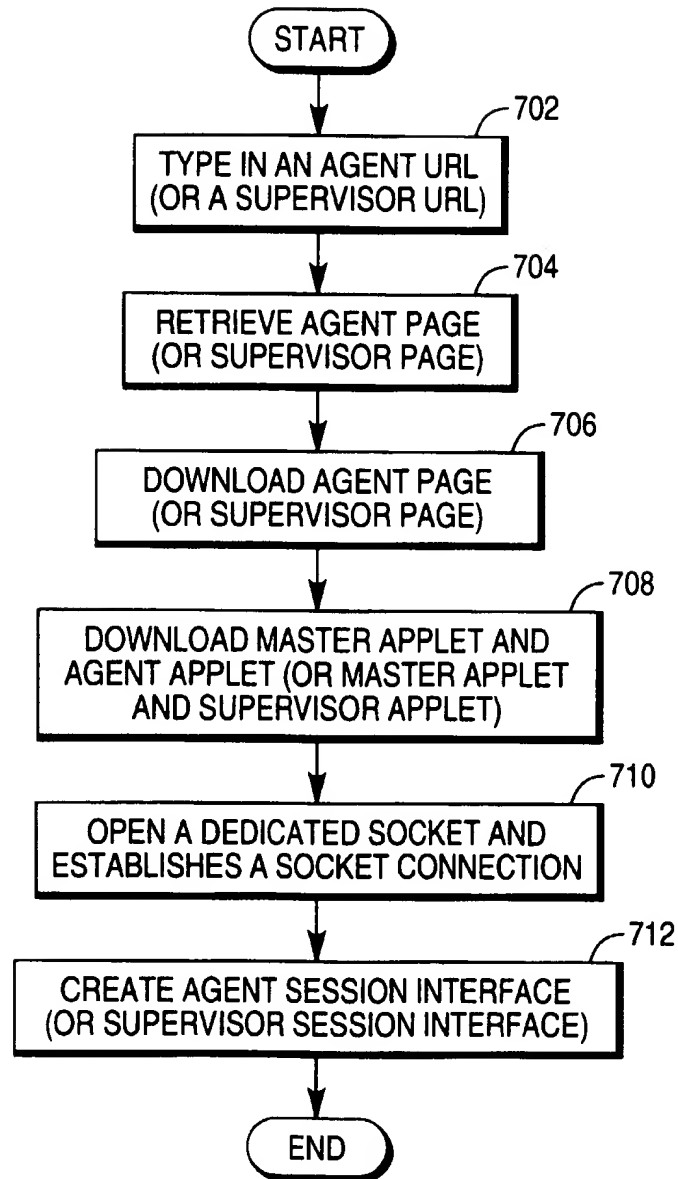 START
702
TYPE IN AN AGENT URL
(OR A SUPERVISOR URL)
704
RETRIEVE AGENT PAGE
(OR SUPERVISOR PAGE)
706
DOWNLOAD AGENT PAGE
(OR SUPERVISOR PAGE)
708
DOWNLOAD MASTER APPLET AND
AGENT APPLET (OR MASTER APPLET
AND SUPERVISOR APPLET)
710
OPEN A DEDICATED SOCKET AND
ESTABLISHES A SOCKET CONNECTION
712
CREATE AGENT SESSION INTERFACE
(OR SUPERVISOR SESSION INTERFACE)
END